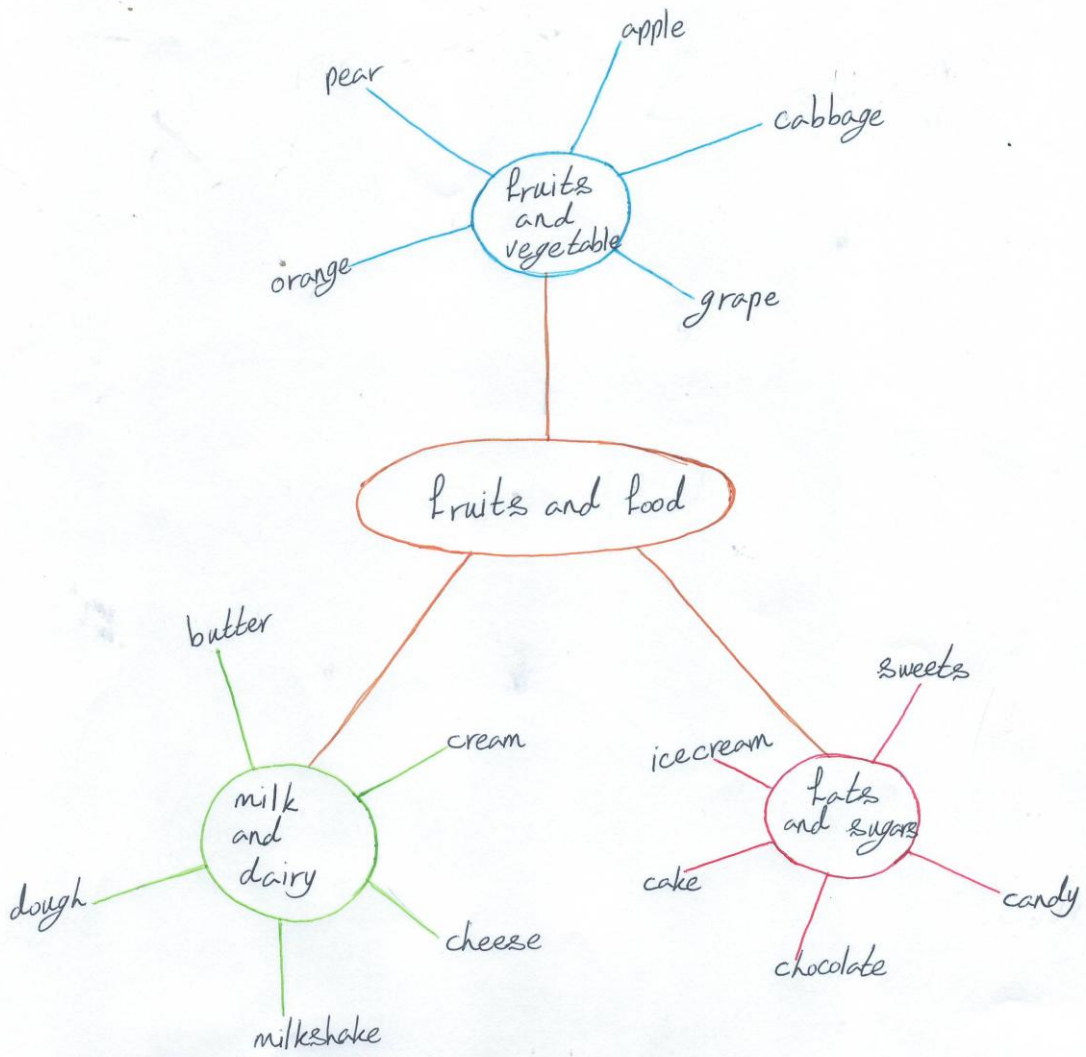 apple
pear
cabbage
fruits
and
vegetable
orange
grape
fruits and food
butter
sweets
cream
icecream
milk
and
dairy
fats
and sugars
cake
candy
dough
cheese
chocolate
milkshake